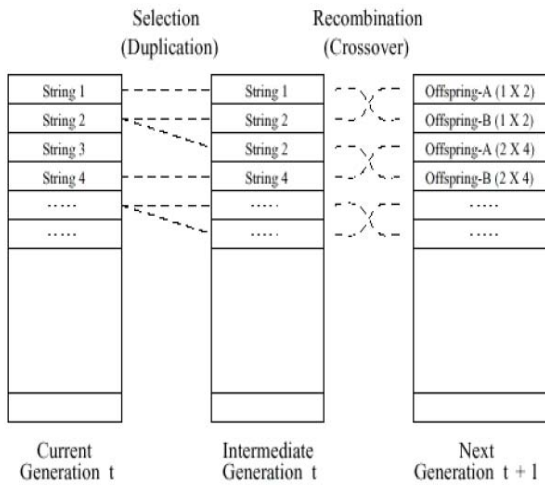 Selection
(Duplication)
Recombination
(Crossover)
String 1
String 2
String 3
String 4
.....
.....
String 1
String 2
String 2
String 4
.....
.....
Offspring-A (1 X 2)
Offspring-B (1 X 2)
Offspring-A (2 X 4)
Offspring-B (2 X 4)
.....
.....
Current
Generation t
Intermediate
Generation t
Next
Generation t + 1